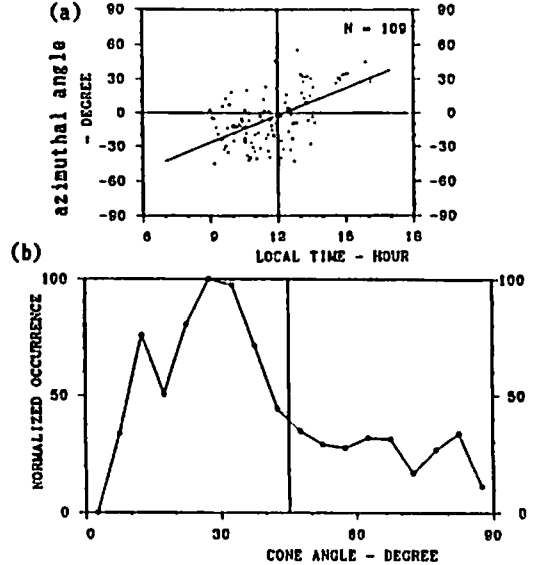 (a)
90
60
30
0
-30
-60
-90
azimuthal angle
- DEGREE
N = 109
90
60
30
0
-30
-60
-90
6 9 12 15 18
LOCAL TIME - HOUR
(b)
100
50
0
NORMALIZED OCCURRENCE
100
50
0
0 30 60 90
CONE ANGLE - DEGREE